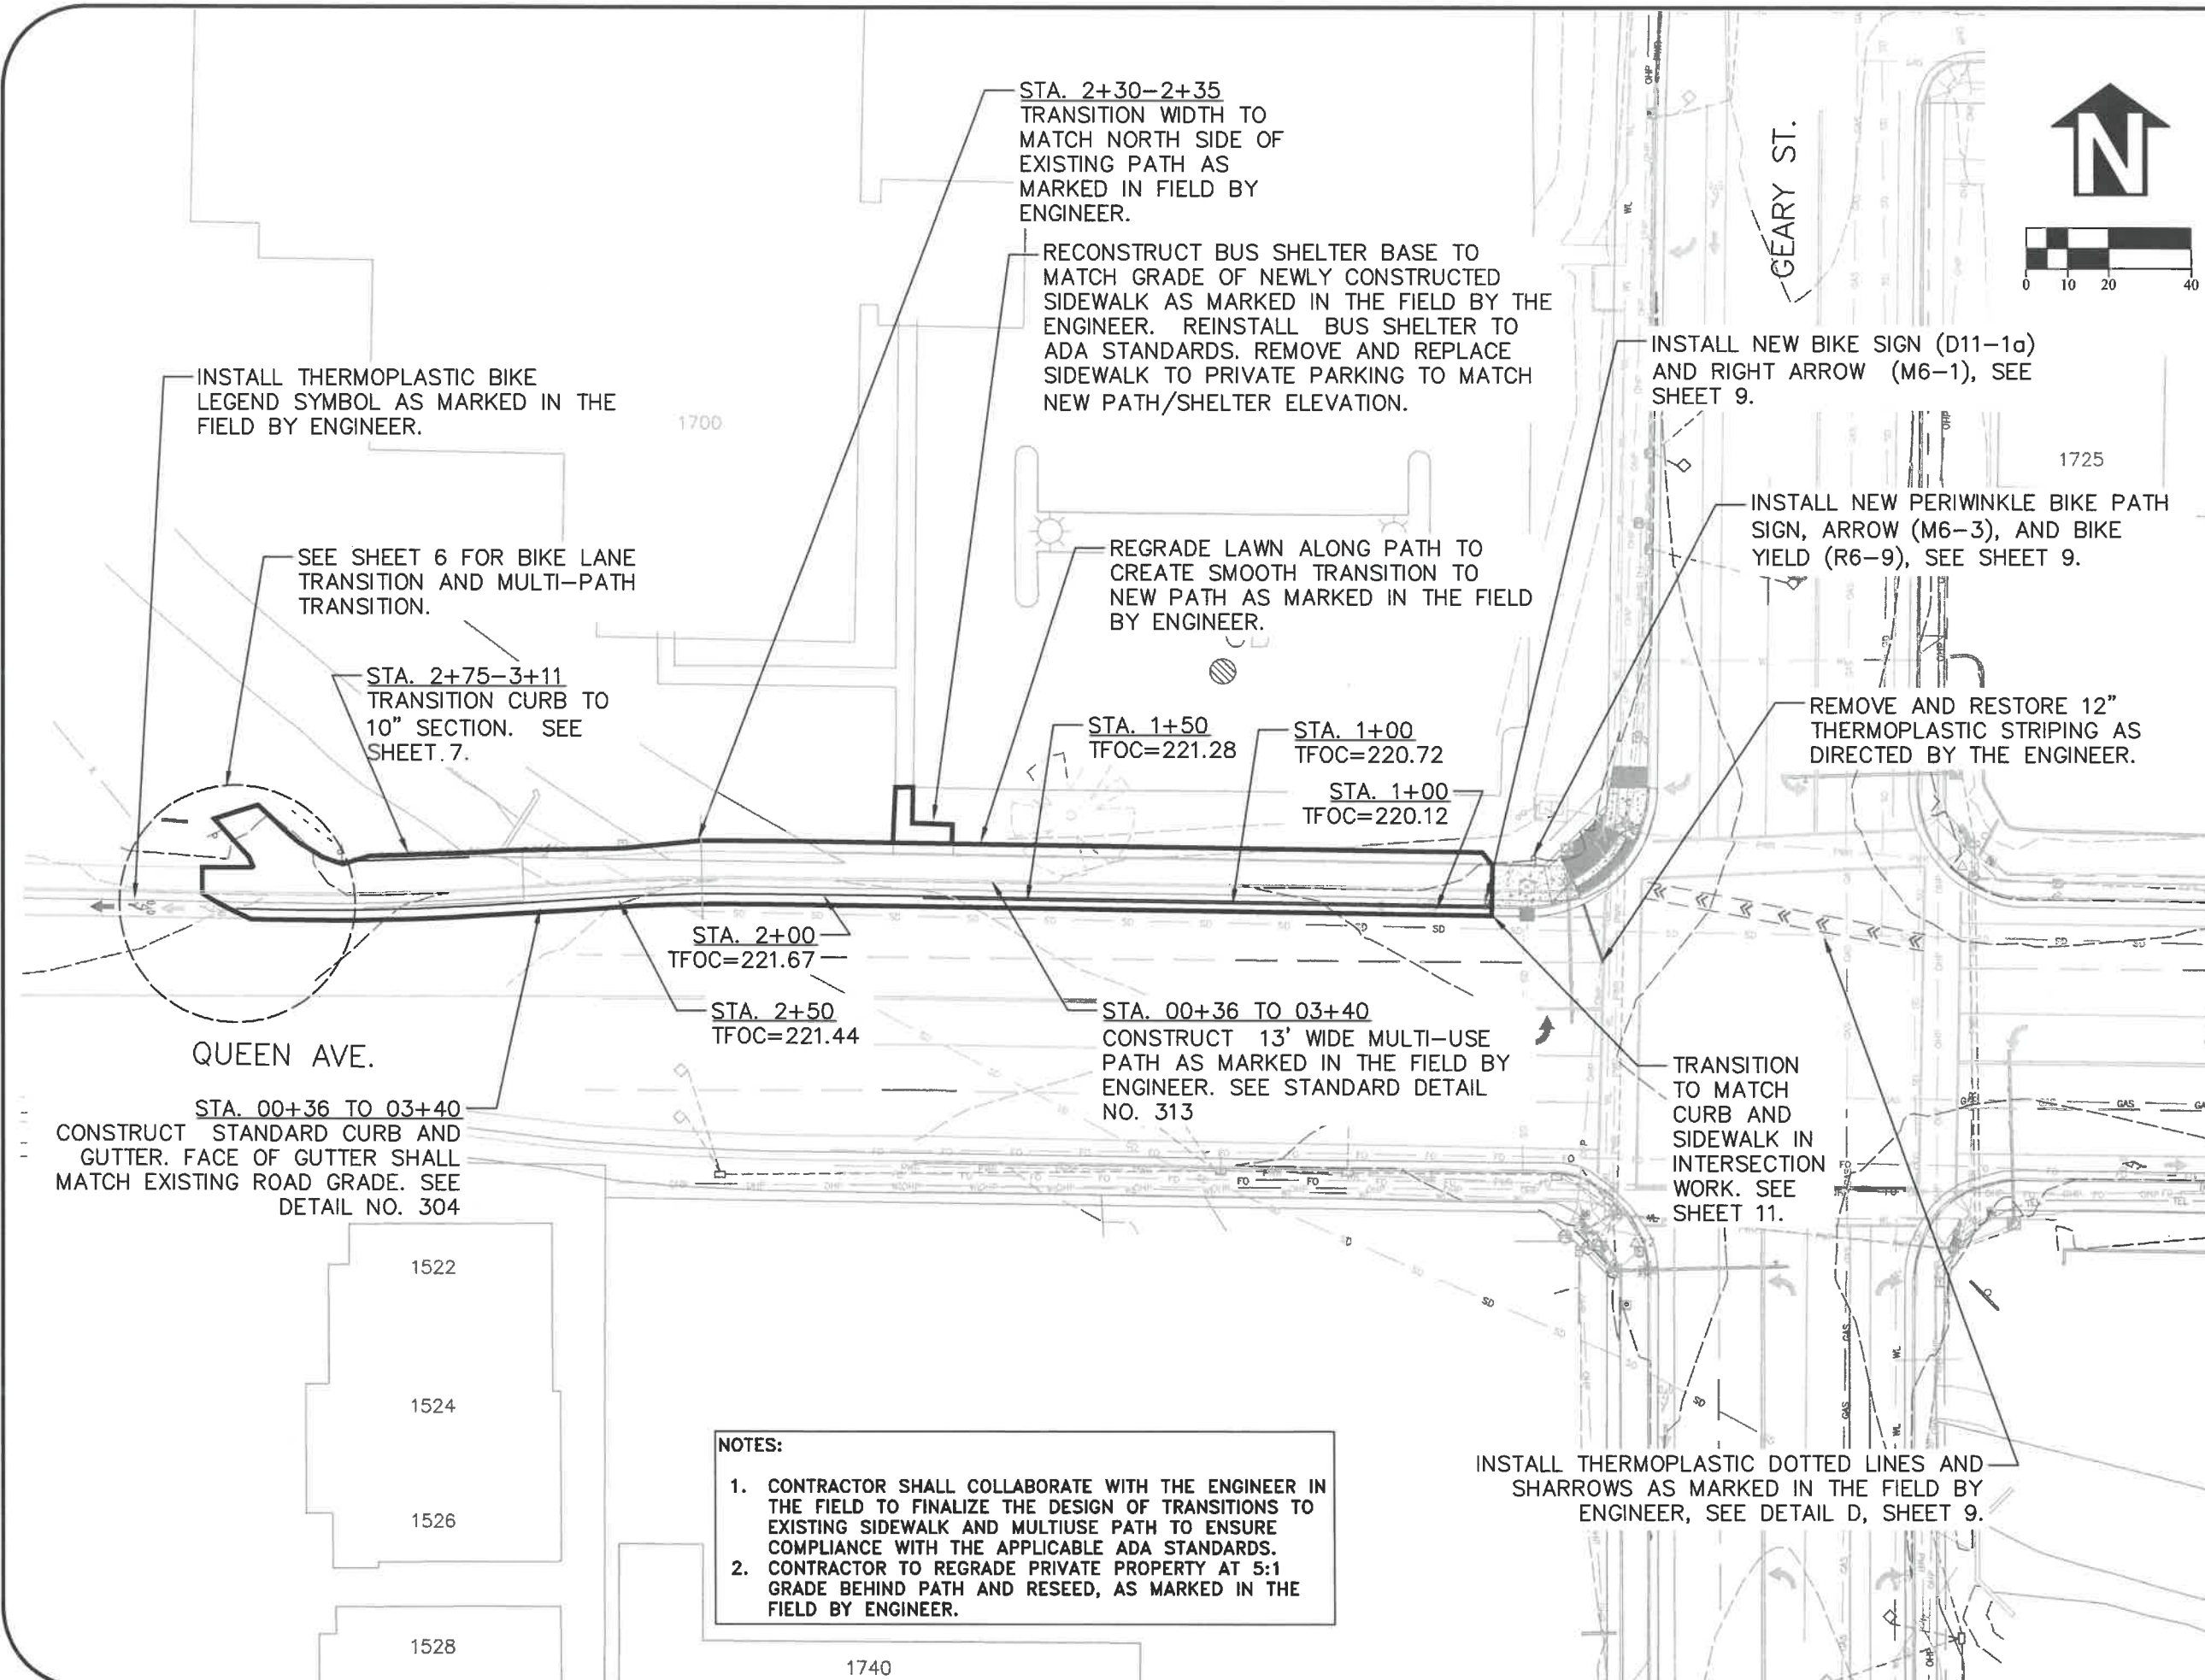 STA. 2+30-2+35
TRANSITION WIDTH TO
MATCH NORTH SIDE OF
EXISTING PATH AS
MARKED IN FIELD BY
ENGINEER.
GEARY ST.
N
0 10 20 40
RECONSTRUCT BUS SHELTER BASE TO
MATCH GRADE OF NEWLY CONSTRUCTED
SIDEWALK AS MARKED IN THE FIELD BY THE
ENGINEER. REINSTALL BUS SHELTER TO
ADA STANDARDS. REMOVE AND REPLACE
SIDEWALK TO PRIVATE PARKING TO MATCH
NEW PATH/SHELTER ELEVATION.
INSTALL NEW BIKE SIGN (D11-1a)
AND RIGHT ARROW (M6-1), SEE
SHEET 9.
INSTALL THERMOPLASTIC BIKE
LEGEND SYMBOL AS MARKED IN THE
FIELD BY ENGINEER.
1700
1725
INSTALL NEW PERIWINKLE BIKE PATH
SIGN, ARROW (M6-3), AND BIKE
YIELD (R6-9), SEE SHEET 9.
SEE SHEET 6 FOR BIKE LANE
TRANSITION AND MULTI-PATH
TRANSITION.
REGRADE LAWN ALONG PATH TO
CREATE SMOOTH TRANSITION TO
NEW PATH AS MARKED IN THE FIELD
BY ENGINEER.
STA. 2+75-3+11
TRANSITION CURB TO
10" SECTION. SEE
SHEET.7.
STA. 1+50
TFOC=221.28
STA. 1+00
TFOC=220.72
STA. 1+00
TFOC=220.12
REMOVE AND RESTORE 12"
THERMOPLASTIC STRIPING AS
DIRECTED BY THE ENGINEER.
STA. 2+00
TFOC=221.67
STA. 2+50
TFOC=221.44
STA. 00+36 TO 03+40
CONSTRUCT 13' WIDE MULTI-USE
PATH AS MARKED IN THE FIELD BY
ENGINEER. SEE STANDARD DETAIL
NO. 313
QUEEN AVE.
STA. 00+36 TO 03+40
CONSTRUCT STANDARD CURB AND
GUTTER. FACE OF GUTTER SHALL
MATCH EXISTING ROAD GRADE. SEE
DETAIL NO. 304
TRANSITION
TO MATCH
CURB AND
SIDEWALK IN
INTERSECTION
WORK. SEE
SHEET 11.
1522
1524
1526
1528
1740
NOTES:
1. CONTRACTOR SHALL COLLABORATE WITH THE ENGINEER IN
THE FIELD TO FINALIZE THE DESIGN OF TRANSITIONS TO
EXISTING SIDEWALK AND MULTIUSE PATH TO ENSURE
COMPLIANCE WITH THE APPLICABLE ADA STANDARDS.
2. CONTRACTOR TO REGRADE PRIVATE PROPERTY AT 5:1
GRADE BEHIND PATH AND RESEED, AS MARKED IN THE
FIELD BY ENGINEER.
INSTALL THERMOPLASTIC DOTTED LINES AND
SHARROWS AS MARKED IN THE FIELD BY
ENGINEER, SEE DETAIL D, SHEET 9.